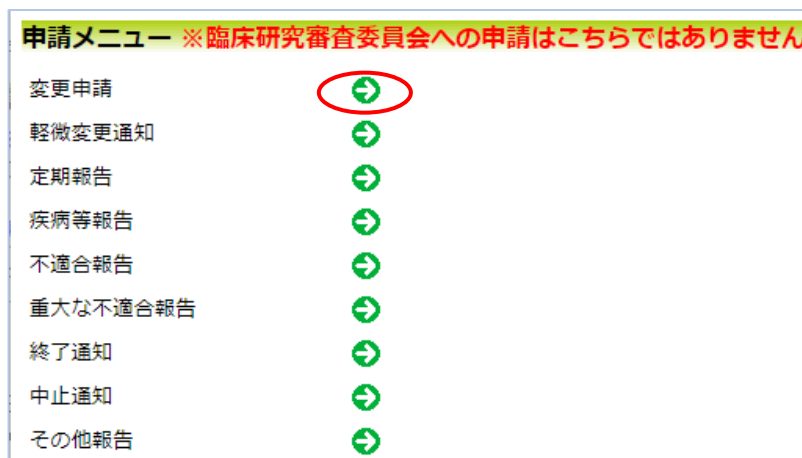 申請メニュー ※臨床研究審査委員会への申請はこちらではありません
変更申請
軽微変更通知
定期報告
疾病等報告
不適合報告
重大な不適合報告
終了通知
中止通知
その他報告